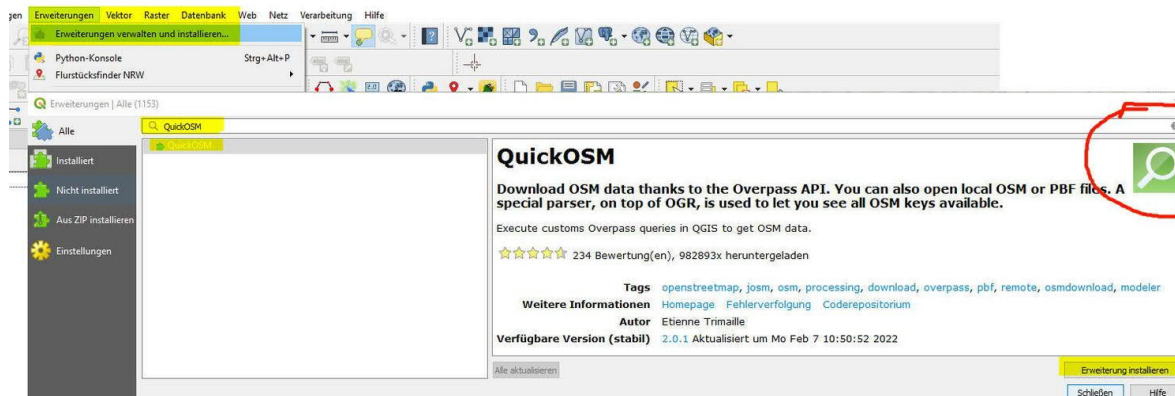 gen Erweiterungen Vektor Raster Datenbank Web Netz Verarbeitung Hilfe
Erweiterungen verwalten und installieren...
Python-Konsole Strg+Alt+P
Flurstücksfinder NRW
Erweiterungen | Alle (1153)
Alle
QuickOSM
Installiert
Nicht installiert
Aus ZIP installieren
Einstellungen
QuickOSM
QuickOSM
Download OSM data thanks to the Overpass API. You can also open local OSM or PBF files. A
special parser, on top of OGR, is used to let you see all OSM keys available.
Execute customs Overpass queries in QGIS to get OSM data.
234 Bewertung(en), 982893x heruntergeladen
Tags openstreetmap, josm, osm, processing, download, overpass, pbf, remote, osmdownload, modeler
Weitere Informationen Homepage Fehlerverfolgung Coderepositorium
Autor Etienne Trimaille
Verfügbare Version (stabil) 2.0.1 Aktualisiert um Mo Feb 7 10:50:52 2022
Alle aktualisieren
Erweiterung installieren
Schließen Hilfe